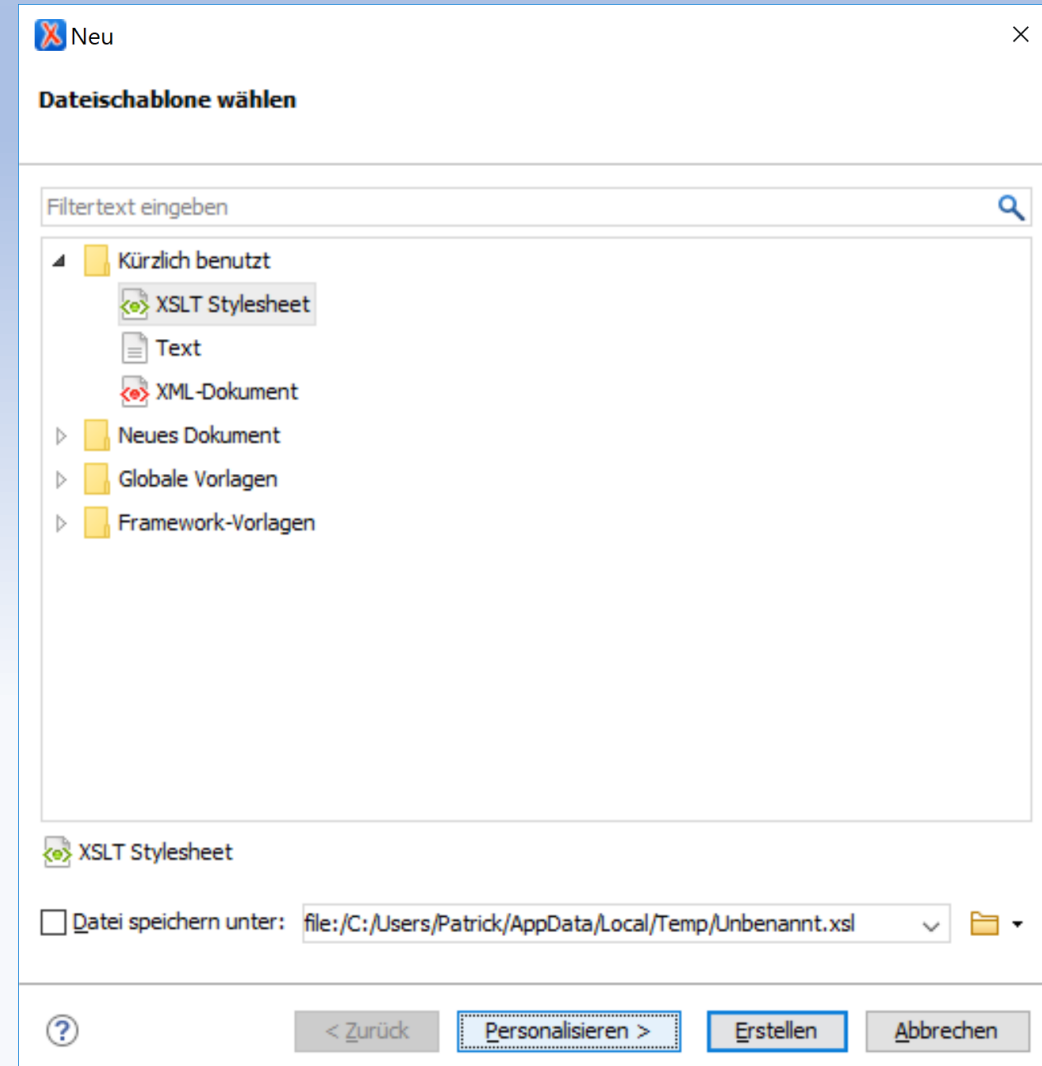 Neu
Dateischablone wählen
Filtertext eingeben
Kürzlich benutzt
XSLT Stylesheet
Text
XML-Dokument
Neues Dokument
Globale Vorlagen
Framework-Vorlagen
XSLT Stylesheet
Datei speichern unter: file:/C:/Users/Patrick/AppData/Local/Temp/Unbenannt.xsl
< Zurück Personalisieren > Erstellen Abbrechen